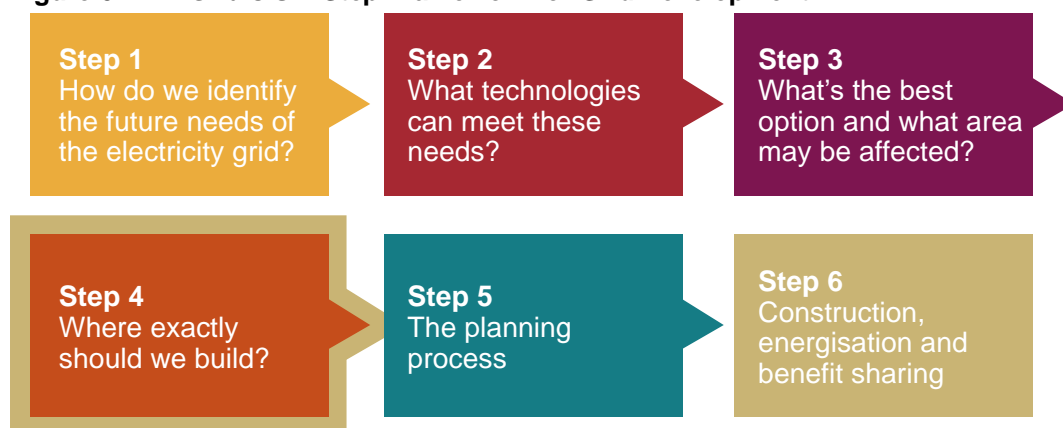 Step 1
How do we identify
the future needs of
the electricity grid?
Step 2
What technologies
can meet these
needs?
Step 3
What's the best
option and what area
may be affected?
Step 4
Where exactly
should we build?
Step 5
The planning
process
Step 6
Construction,
energisation and
benefit sharing